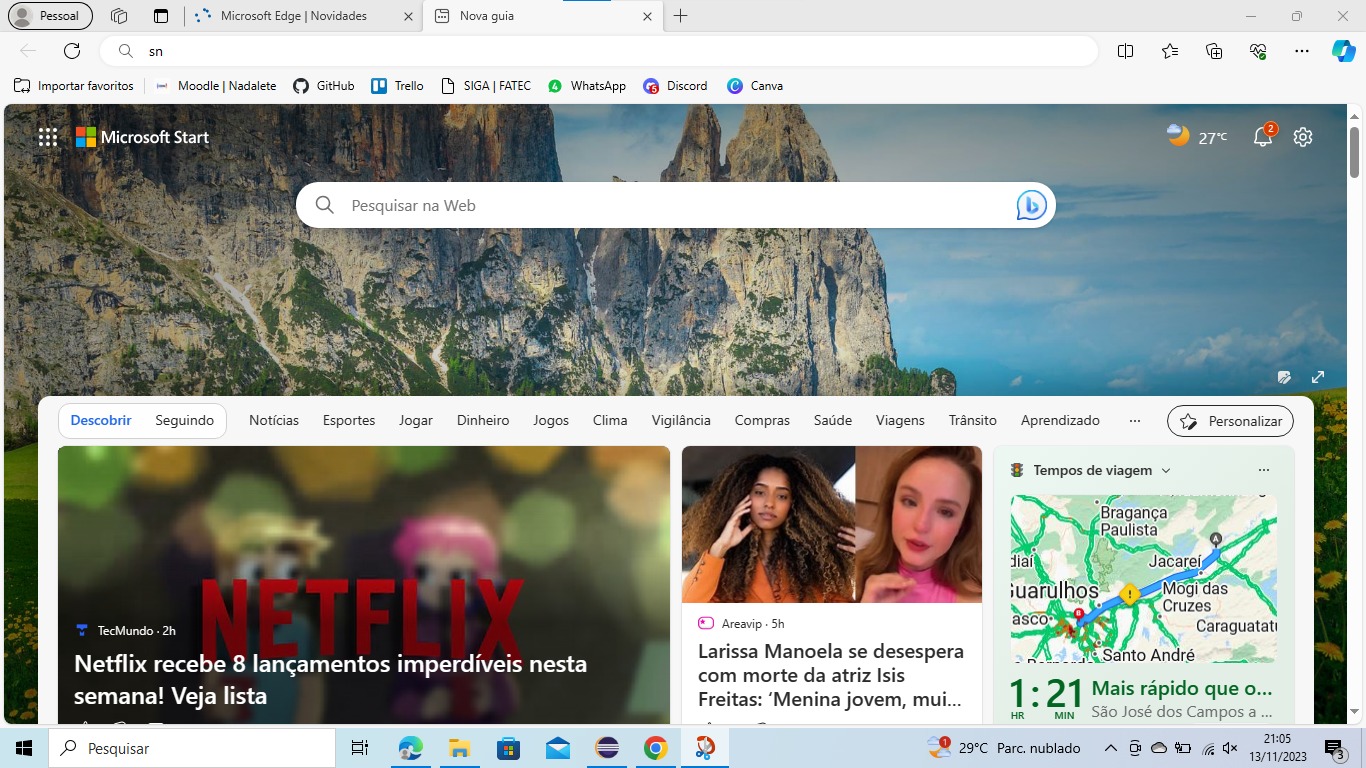 Pessoal
Microsoft Edge | Novidades
Nova guia
sn
Importar favoritos
Moodle | Nadalete
GitHub
Trello
SIGA | FATEC
WhatsApp
Discord
Canva
Microsoft Start
27°C
2
Pesquisar na Web
Descobrir
Seguindo
Notícias
Esportes
Jogar
Dinheiro
Jogos
Clima
Vigilância
Compras
Saúde
Viagens
Trânsito
Aprendizado
...
Personalizar
NETFLIX
TecMundo · 2h
Netflix recebe 8 lançamentos imperdíveis nesta
semana! Veja lista
Areavip · 5h
Larissa Manoela se desespera
com morte da atriz Isis
Freitas: ‘Menina jovem, mui...
Tempos de viagem
Bragança
Paulista
Jacareí
Guarulhos
Mogi das
Cruzes
Caraguatatu
Santo André
A
B
1:21
HR
MIN
Mais rápido que o...
São José dos Campos a ...
Pesquisar
1
29°C Parc. nublado
21:05
13/11/2023
3